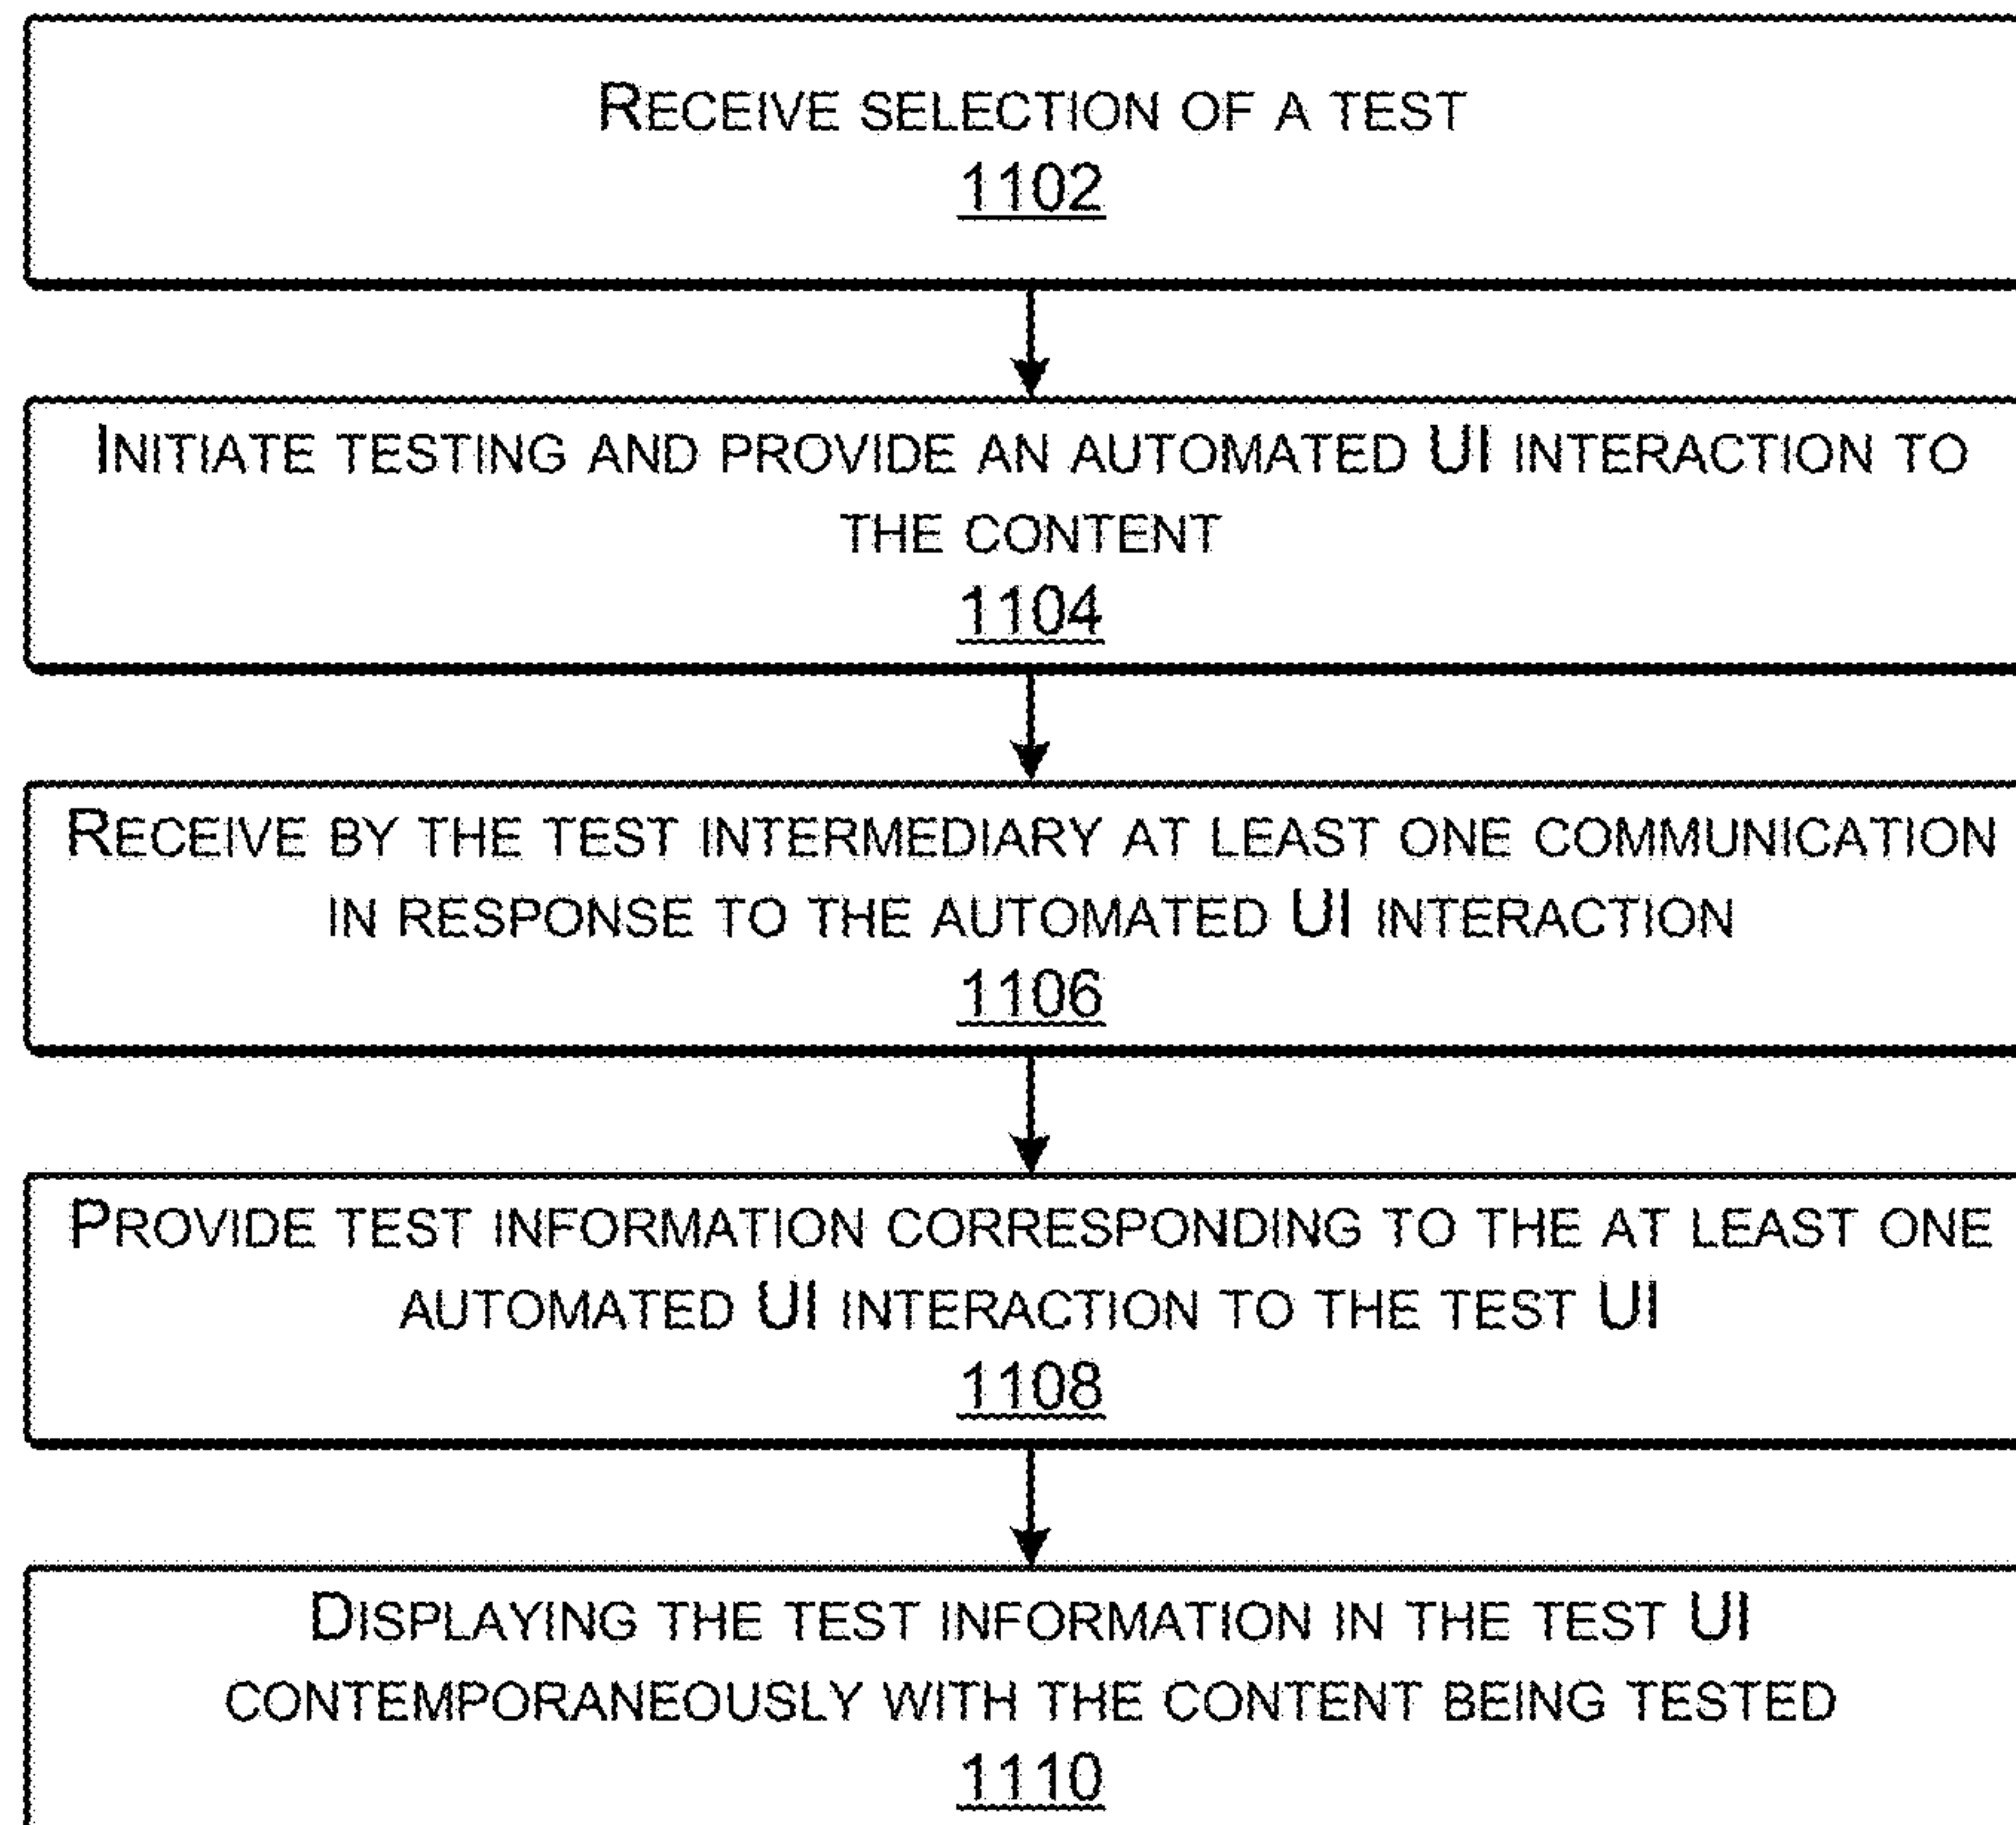 RECEIVE SELECTION OF A TEST
1102
INITIATE TESTING AND PROVIDE AN AUTOMATED UI INTERACTION TO
THE CONTENT
1104
RECEIVE BY THE TEST INTERMEDIARY AT LEAST ONE COMMUNICATION
IN RESPONSE TO THE AUTOMATED UI INTERACTION
1106
PROVIDE TEST INFORMATION CORRESPONDING TO THE AT LEAST ONE
AUTOMATED UI INTERACTION TO THE TEST UI
1108
DISPLAYING THE TEST INFORMATION IN THE TEST UI
CONTEMPORANEOUSLY WITH THE CONTENT BEING TESTED
1110